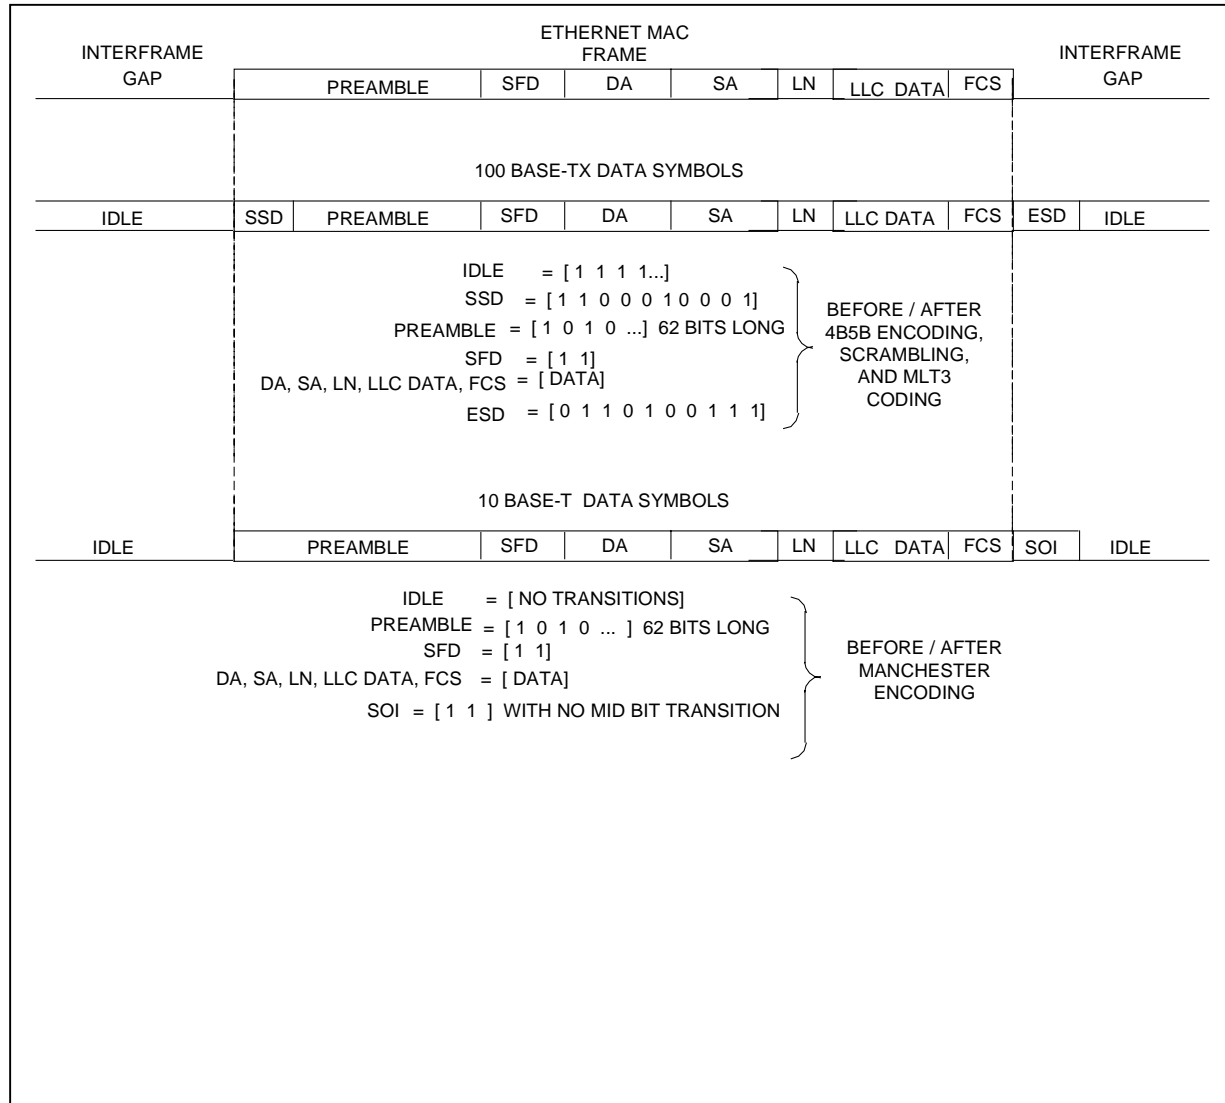 ETHERNET MAC
FRAME
INTERFRAME
GAP
INTERFRAME
GAP
PREAMBLE SFD DA SA LN LLC DATA FCS
100 BASE-TX DATA SYMBOLS
IDLE SSD PREAMBLE SFD DA SA LN LLC DATA FCS ESD IDLE
IDLE = [ 1 1 1 1...]
SSD = [ 1 1 0 0 0 1 0 0 0 1]
PREAMBLE = [ 1 0 1 0 ...] 62 BITS LONG
SFD = [ 1 1]
DA, SA, LN, LLC DATA, FCS = [ DATA]
ESD = [ 0 1 1 0 1 0 0 1 1 1]
BEFORE / AFTER
4B5B ENCODING,
SCRAMBLING,
AND MLT3
CODING
10 BASE-T DATA SYMBOLS
IDLE PREAMBLE SFD DA SA LN LLC DATA FCS SOI IDLE
IDLE = [ NO TRANSITIONS]
PREAMBLE = [ 1 0 1 0 ... ] 62 BITS LONG
SFD = [ 1 1]
DA, SA, LN, LLC DATA, FCS = [ DATA]
SOI = [ 1 1 ] WITH NO MID BIT TRANSITION
BEFORE / AFTER
MANCHESTER
ENCODING